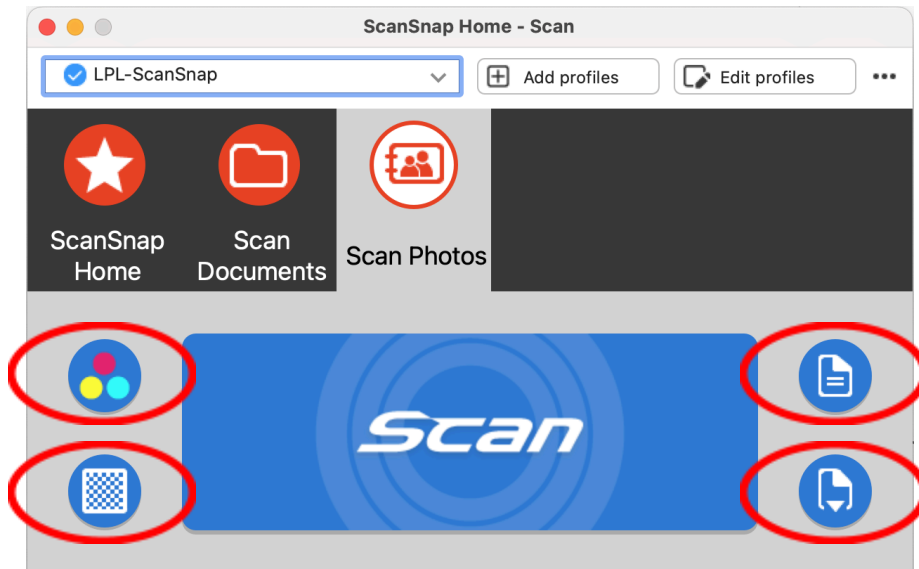 ScanSnap Home - Scan
LPL-ScanSnap
Add profiles
Edit profiles
ScanSnap
Home
Scan
Documents
Scan Photos
Scan